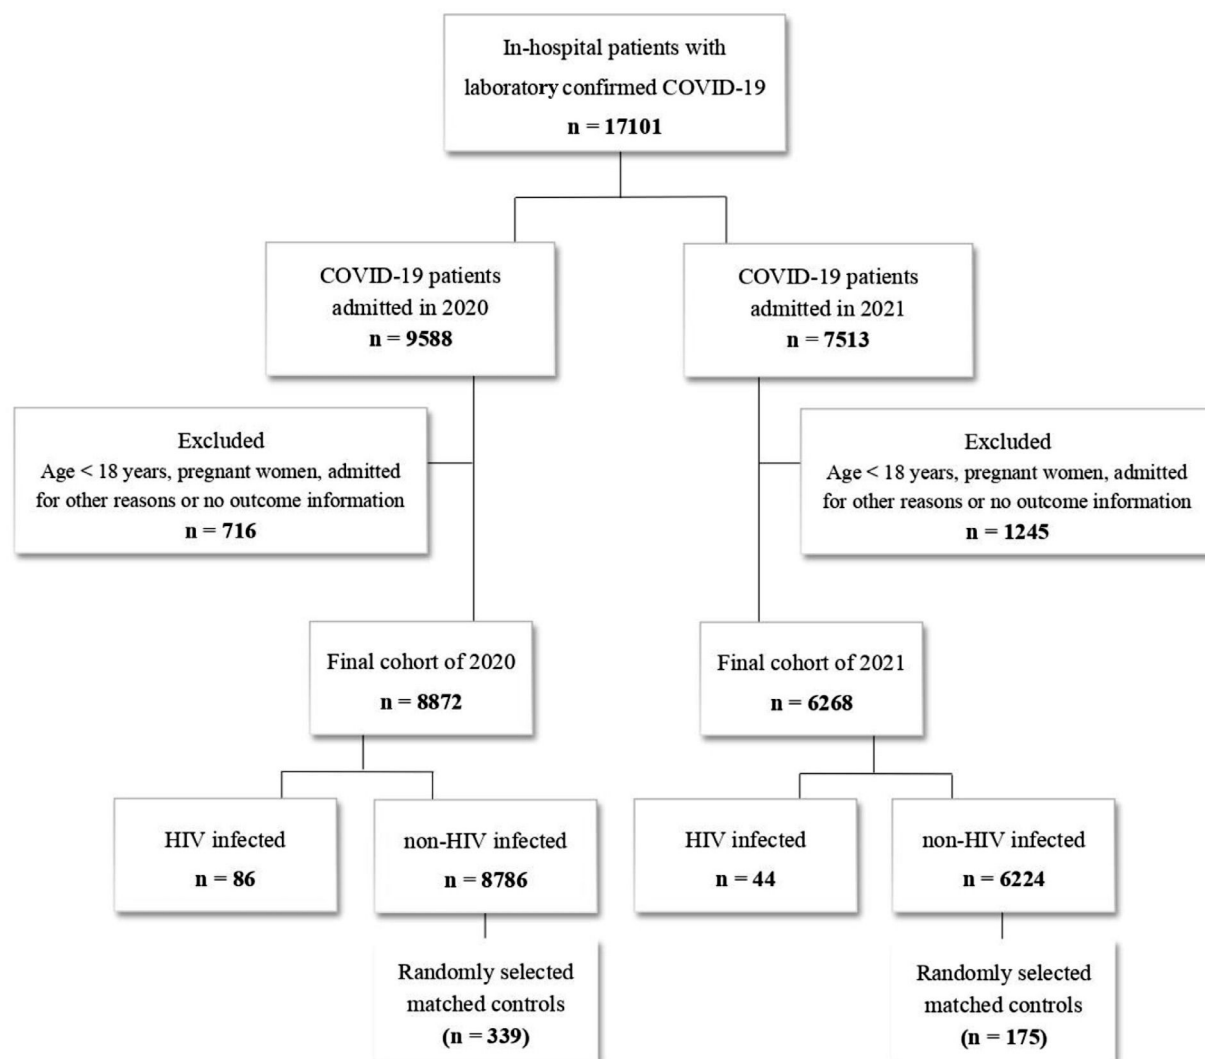 In-hospital patients with
laboratory confirmed COVID-19
n = 17101
COVID-19 patients
admitted in 2020
n = 9588
COVID-19 patients
admitted in 2021
n = 7513
Excluded
Age < 18 years, pregnant women, admitted
for other reasons or no outcome information
n = 716
Excluded
Age < 18 years, pregnant women, admitted
for other reasons or no outcome information
n = 1245
Final cohort of 2020
n = 8872
Final cohort of 2021
n = 6268
HIV infected
n = 86
non-HIV infected
n = 8786
HIV infected
n = 44
non-HIV infected
n = 6224
Randomly selected
matched controls
(n = 339)
Randomly selected
matched controls
(n = 175)